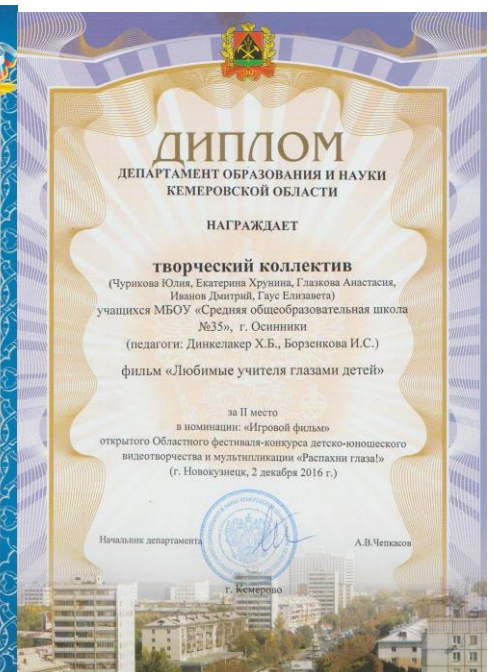 ДИПЛОМ
ДЕПАРТАМЕНТ ОБРАЗОВАНИЯ И НАУКИ
КЕМЕРОВСКОЙ ОБЛАСТИ
НАГРАЖДАЕТ
творческий коллектив
(Чурикова Юлия, Екатерина Хрунина, Глазкова Анастасия,
Иванов Дмитрий, Гаус Елизавета)
учащихся МБОУ «Средняя общеобразовательная школа
№35», г. Осинники
(педагоги: Динкелакер Х.Б., Борзенкова И.С.)
фильм «Любимые учителя глазами детей»
за II место
в номинации: «Игровой фильм»
открытого Областного фестиваля-конкурса детско-юношеского
видеотворчества и мультипликации «Распахни глаза!»
(г. Новокузнецк, 2 декабря 2016 г.)
Начальник департамента
А.В.Чепкасов
г. Кемерово